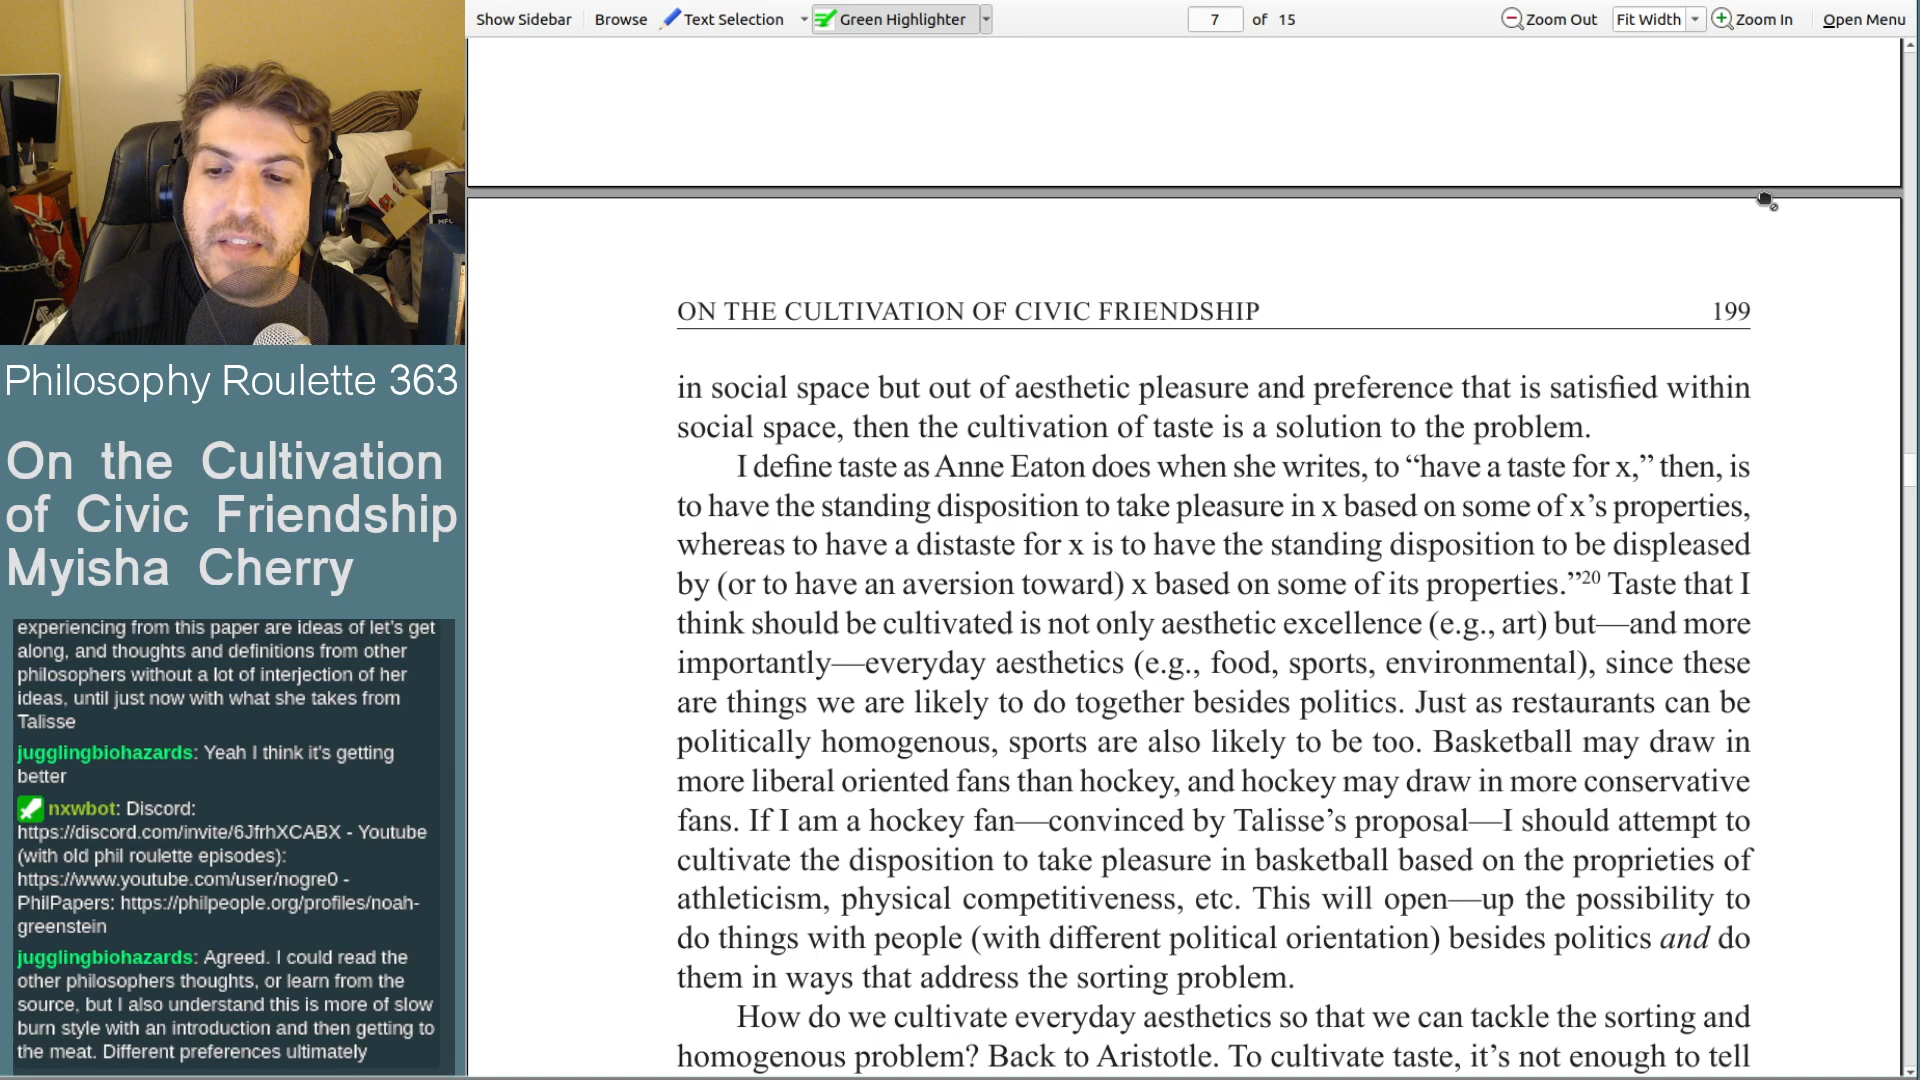 Show Sidebar Browse Text Selection Green Highlighter 7 of 15 Zoom Out Fit Width Zoom In Open Menu
ON THE CULTIVATION OF CIVIC FRIENDSHIP 199
in social space but out of aesthetic pleasure and preference that is satisfied within
social space, then the cultivation of taste is a solution to the problem.
I define taste as Anne Eaton does when she writes, to “have a taste for x,” then, is
to have the standing disposition to take pleasure in x based on some of x’s properties,
whereas to have a distaste for x is to have the standing disposition to be displeased
by (or to have an aversion toward) x based on some of its properties.”20 Taste that I
think should be cultivated is not only aesthetic excellence (e.g., art) but—and more
importantly—everyday aesthetics (e.g., food, sports, environmental), since these
are things we are likely to do together besides politics. Just as restaurants can be
politically homogenous, sports are also likely to be too. Basketball may draw in
more liberal oriented fans than hockey, and hockey may draw in more conservative
fans. If I am a hockey fan—convinced by Talisse’s proposal—I should attempt to
cultivate the disposition to take pleasure in basketball based on the proprieties of
athleticism, physical competitiveness, etc. This will open—up the possibility to
do things with people (with different political orientation) besides politics and do
them in ways that address the sorting problem.
How do we cultivate everyday aesthetics so that we can tackle the sorting and
homogenous problem? Back to Aristotle. To cultivate taste, it’s not enough to tell
Philosophy Roulette 363
On the Cultivation
of Civic Friendship
Myisha Cherry
experiencing from this paper are ideas of let's get
along, and thoughts and definitions from other
philosophers without a lot of interjection of her
ideas, until just now with what she takes from
Talisse
jugglingbiohazards: Yeah I think it's getting
better
nxwbot: Discord:
https://discord.com/invite/6JfrhXCABX - Youtube
(with old phil roulette episodes):
https://www.youtube.com/user/nogre0 -
PhilPapers: https://philpeople.org/profiles/noah-
greenstein
jugglingbiohazards: Agreed. I could read the
other philosophers thoughts, or learn from the
source, but I also understand this is more of slow
burn style with an introduction and then getting to
the meat. Different preferences ultimately